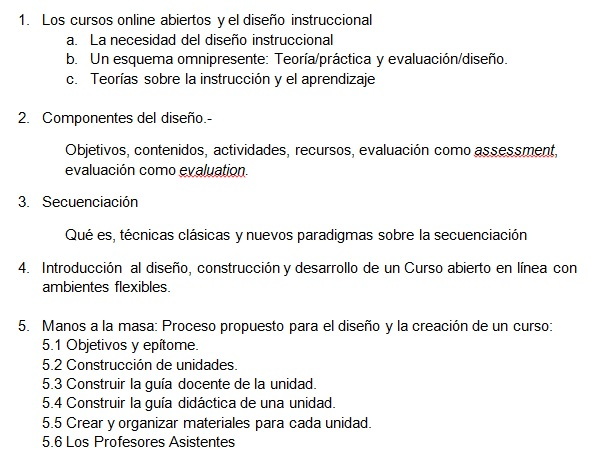 1. Los cursos online abiertos y el diseño instruccional
a. La necesidad del diseño instruccional
b. Un esquema omnipresente: Teoría/práctica y evaluación/diseño.
c. Teorías sobre la instrucción y el aprendizaje
2. Componentes del diseño.-
Objetivos, contenidos, actividades, recursos, evaluación como assessment,
evaluación como evaluation.
3. Secuenciación
Qué es, técnicas clásicas y nuevos paradigmas sobre la secuenciación
4. Introducción al diseño, construcción y desarrollo de un Curso abierto en línea con
ambientes flexibles.
5. Manos a la masa: Proceso propuesto para el diseño y la creación de un curso:
5.1 Objetivos y epítome.
5.2 Construcción de unidades.
5.3 Construir la guía docente de la unidad.
5.4 Construir la guía didáctica de una unidad.
5.5 Crear y organizar materiales para cada unidad.
5.6 Los Profesores Asistentes